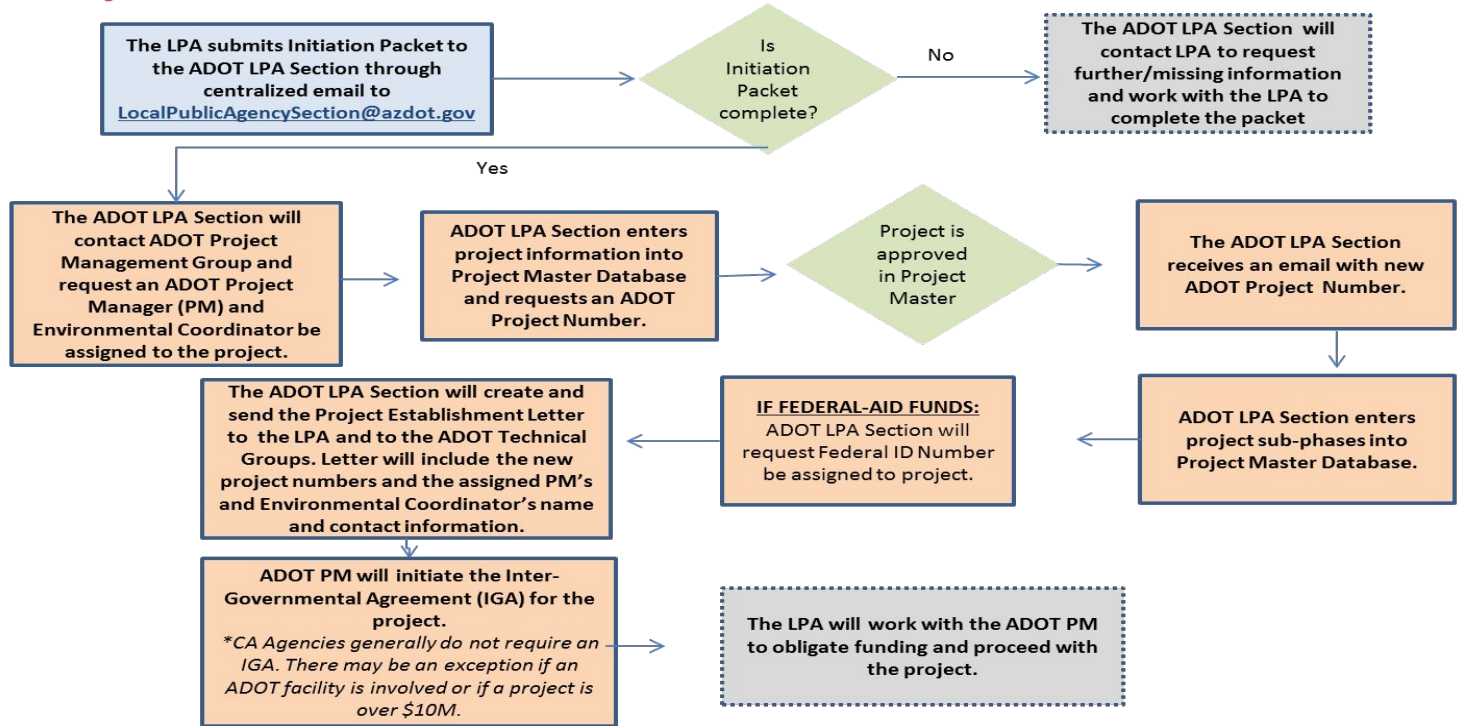 The LPA submits Initiation Packet to
the ADOT LPA Section through
centralized email to
LocalPublicAgencySection@azdot.gov
Is
Initiation
Packet
complete?
No
The ADOT LPA Section will
contact LPA to request
further/missing information
and work with the LPA to
complete the packet
Yes
The ADOT LPA Section will
contact ADOT Project
Management Group and
request an ADOT Project
Manager (PM) and
Environmental Coordinator be
assigned to the project.
ADOT LPA Section enters
project information into
Project Master Database
and requests an ADOT
Project Number.
Project is
approved
in Project
Master
The ADOT LPA Section
receives an email with new
ADOT Project Number.
ADOT LPA Section enters
project sub-phases into
Project Master Database.
IF FEDERAL-AID FUNDS:
ADOT LPA Section will
request Federal ID Number
be assigned to project.
The ADOT LPA Section will create and
send the Project Establishment Letter
to the LPA and to the ADOT Technical
Groups. Letter will include the new
project numbers and the assigned PM’s
and Environmental Coordinator’s name
and contact information.
ADOT PM will initiate the Inter-
Governmental Agreement (IGA) for the
project.
*CA Agencies generally do not require an
IGA. There may be an exception if an
ADOT facility is involved or if a project is
over $10M.
The LPA will work with the ADOT PM
to obligate funding and proceed with
the project.